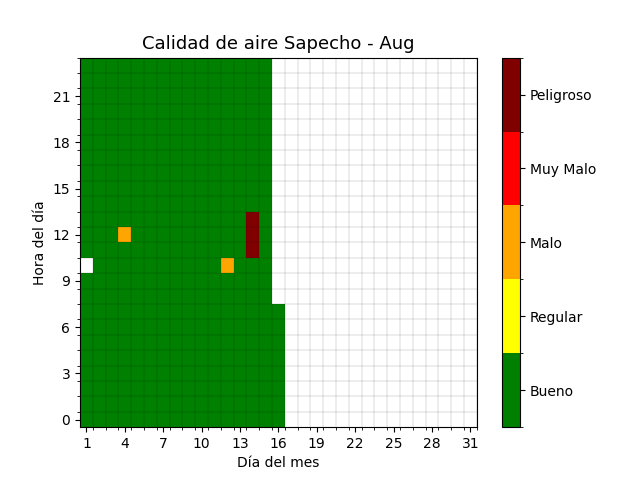 Calidad de aire Sapecho - Aug
Hora del día
21
18
15
12
9
6
3
0
1 4 7 10 13 16 19 22 25 28 31
Día del mes
Peligroso
Muy Malo
Malo
Regular
Bueno